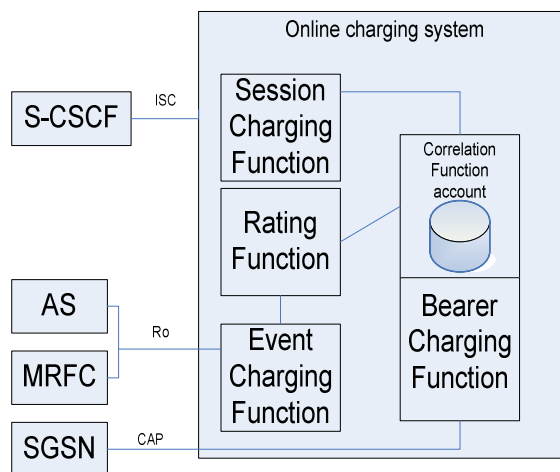 Online charging system
S-CSCF
ISC
Session
Charging
Function
Correlation
Function
account
Rating
Function
AS
MRFC
Ro
Event
Charging
Function
Bearer
Charging
Function
SGSN
CAP